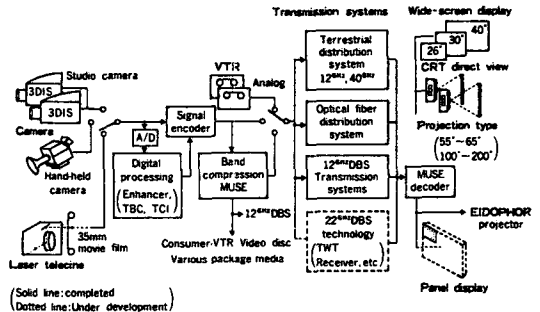 Transmission systems
Wide-screen display
Studio camera
3DIS
3DIS
Camera
Hand-held
camera
Laser telecine
35mm
movie film
A/D
Digital
processing
(Enhancer,
TBC, TCI)
Signal
encoder
VTR
Analog
Band
compression
MUSE
12GHz DBS
Consumer-VTR Video disc
Various package media
Terrestrial
distribution
system
12GHz, 40GHz
Optical fiber
distribution
system
12GHz DBS
Transmission
systems
22GHz DBS
technology
(TWT
Receiver, etc)
MUSE
decoder
26"
30"
40"
CRT direct view
Projection type
(55"~65"
100"~200")
EIDOPHOR
projector
Panel display
(Solid line: completed
Dotted line: Under development)